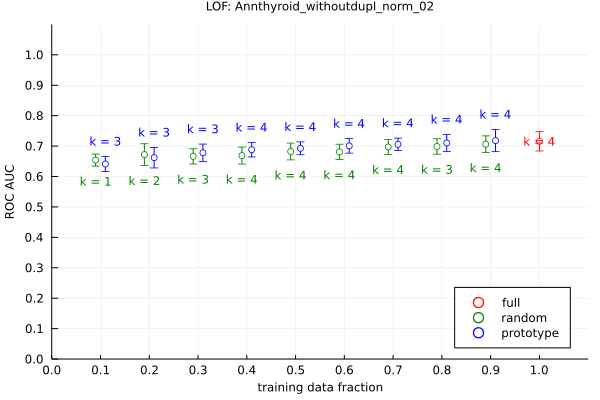 LOF: Annthyroid_withoutdupl_norm_02
1.0
0.9
0.8
0.7
0.6
0.5
0.4
0.3
0.2
0.1
0.0
ROC AUC
k = 3
k = 3
k = 3
k = 4
k = 4
k = 4
k = 4
k = 4
k = 4
k = 4
k = 1
k = 2
k = 3
k = 4
k = 4
k = 4
k = 4
k = 3
k = 4
full
random
prototype
0.0 0.1 0.2 0.3 0.4 0.5 0.6 0.7 0.8 0.9 1.0
training data fraction